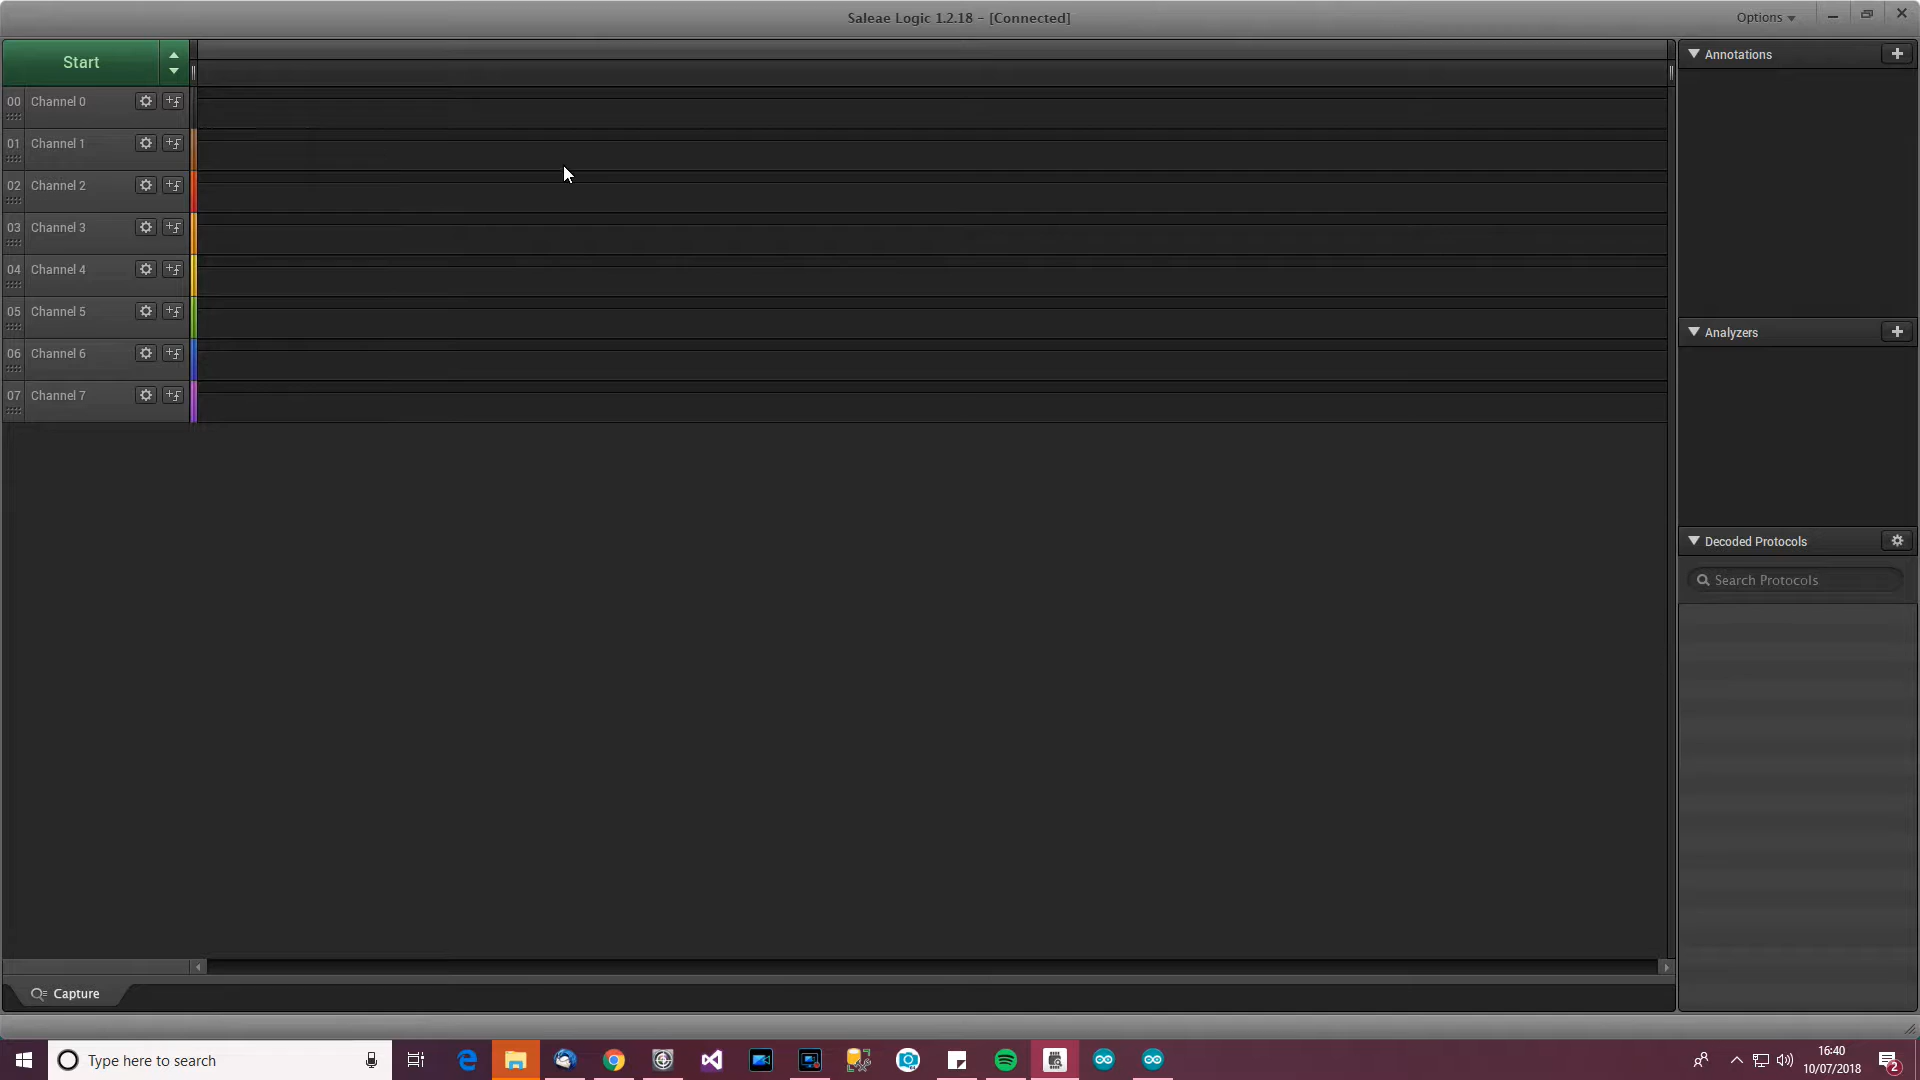 Saleae Logic 1.2.18 - [Connected]
Options
Start
00 Channel 0
01 Channel 1
02 Channel 2
03 Channel 3
04 Channel 4
05 Channel 5
06 Channel 6
07 Channel 7
Annotations
Analyzers
Decoded Protocols
Search Protocols
Capture
Type here to search
16:40
10/07/2018
2